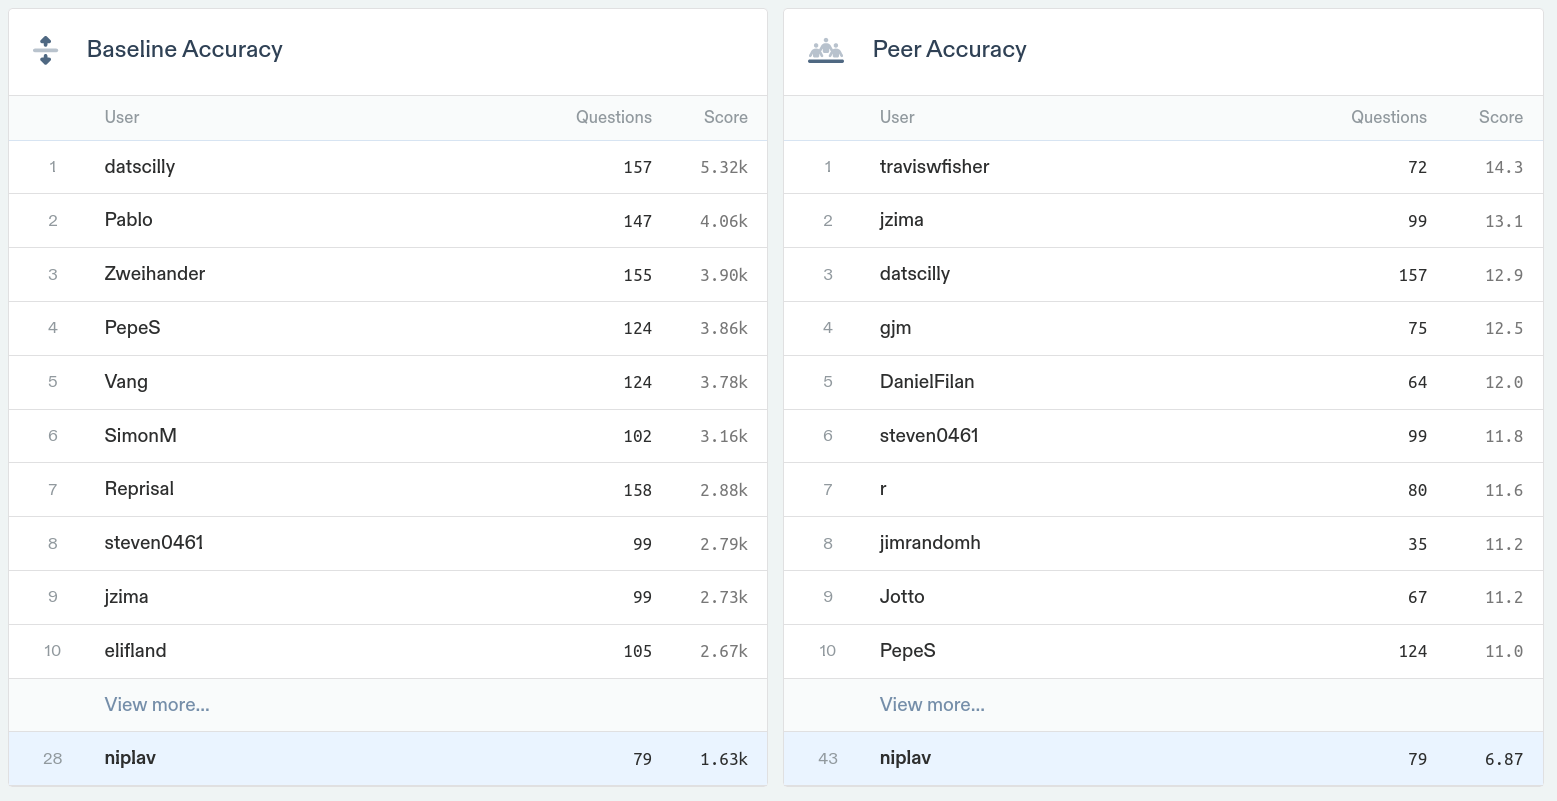 Baseline Accuracy
User Questions Score
1 datscilly 157 5.32k
2 Pablo 147 4.06k
3 Zweihander 155 3.90k
4 PepeS 124 3.86k
5 Vang 124 3.78k
6 SimonM 102 3.16k
7 Reprisal 158 2.88k
8 steven0461 99 2.79k
9 jzima 99 2.73k
10 elifland 105 2.67k
View more...
28 niplav 79 1.63k
Peer Accuracy
User Questions Score
1 traviswfisher 72 14.3
2 jzima 99 13.1
3 datscilly 157 12.9
4 gjm 75 12.5
5 DanielFilan 64 12.0
6 steven0461 99 11.8
7 r 80 11.6
8 jimrandomh 35 11.2
9 Jotto 67 11.2
10 PepeS 124 11.0
View more...
43 niplav 79 6.87